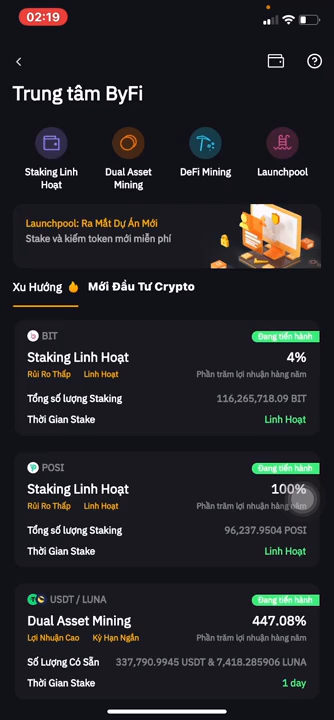 02:19
Trung tâm ByFi
Staking Linh Hoạt
Dual Asset Mining
DeFi Mining
Launchpool
Launchpool: Ra Mắt Dự Án Mới
Stake và kiếm token mới miễn phí
Xu Hướng
Mới Đầu Tư Crypto
BIT
Đang tiến hành
Staking Linh Hoạt
4%
Rủi Ro Thấp Linh Hoạt
Phần trăm lợi nhuận hàng năm
Tổng số lượng Staking
116,265,718.09 BIT
Thời Gian Stake
Linh Hoạt
POSI
Đang tiến hành
Staking Linh Hoạt
100%
Rủi Ro Thấp Linh Hoạt
Phần trăm lợi nhuận hàng năm
Tổng số lượng Staking
96,237.9504 POSI
Thời Gian Stake
Linh Hoạt
USDT / LUNA
Đang tiến hành
Dual Asset Mining
447.08%
Lợi Nhuận Cao Kỳ Hạn Ngắn
Phần trăm lợi nhuận hàng năm
Số Lượng Có Sẵn
337,790.9945 USDT & 7,418.285906 LUNA
Thời Gian Stake
1 day